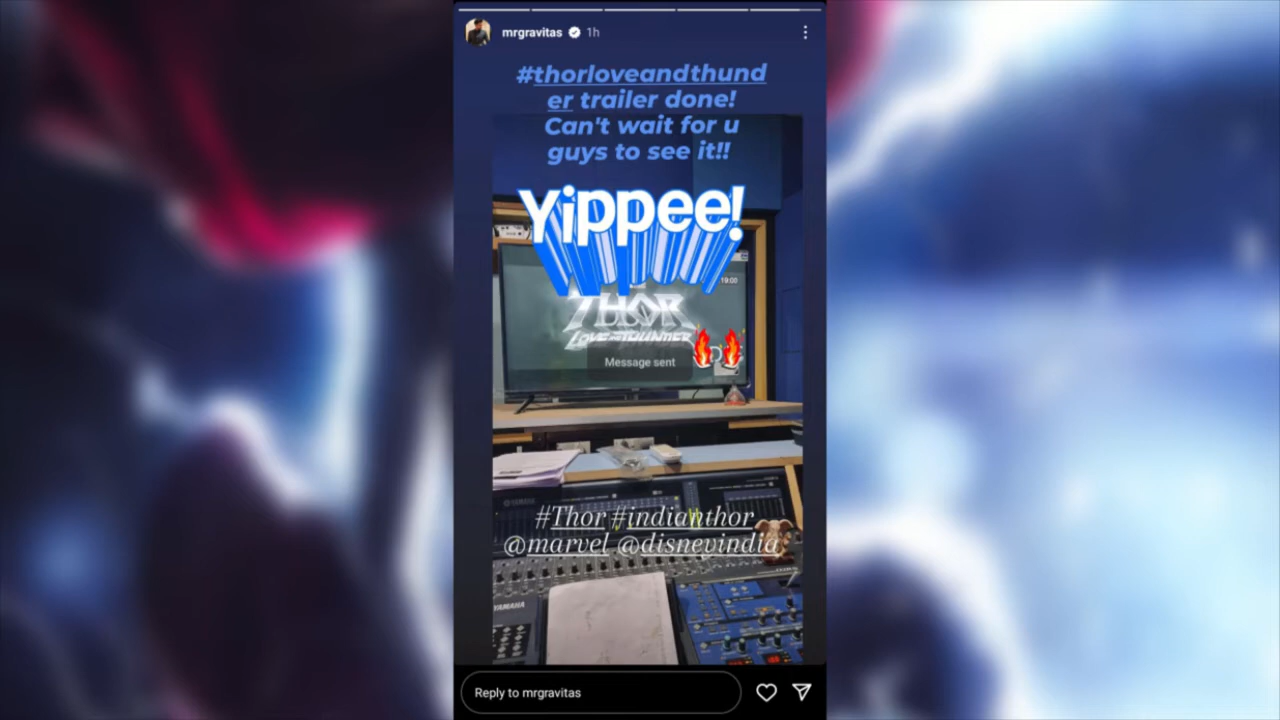 mrgravitas 1h
#thorloveandthund
er trailer done!
Can't wait for u
guys to see it!!
Yippee!
19:00
THOR
LOVE AND THUNDER
Message sent
YAMAHA
#Thor #indianthor
@marvel @disneyindia
YAMAHA
Reply to mrgravitas